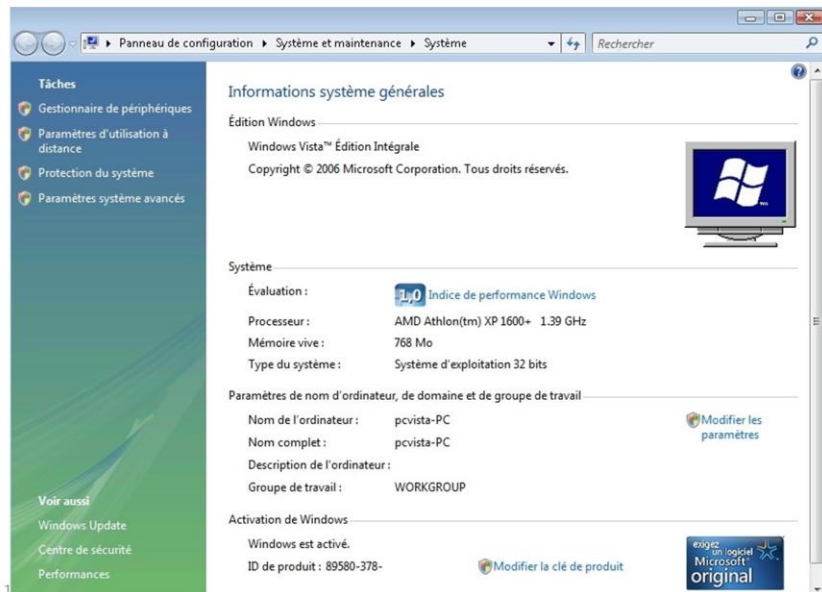 Panneau de configuration ▸ Système et maintenance ▸ Système
Rechercher
Tâches
Gestionnaire de périphériques
Paramètres d'utilisation à
distance
Protection du système
Paramètres système avancés
Voir aussi
Windows Update
Centre de sécurité
Performances
Informations système générales
Édition Windows
Windows Vista™ Édition Intégrale
Copyright © 2006 Microsoft Corporation. Tous droits réservés.
Système
Évaluation :
1,0 Indice de performance Windows
Processeur : AMD Athlon(tm) XP 1600+ 1.39 GHz
Mémoire vive : 768 Mo
Type du système : Système d'exploitation 32 bits
Paramètres de nom d'ordinateur, de domaine et de groupe de travail
Nom de l'ordinateur : pcvista-PC
Modifier les
paramètres
Nom complet : pcvista-PC
Description de l'ordinateur :
Groupe de travail : WORKGROUP
Activation de Windows
Windows est activé.
ID de produit : 89580-378-
Modifier la clé de produit
exigez
un logiciel
Microsoft®
original
1